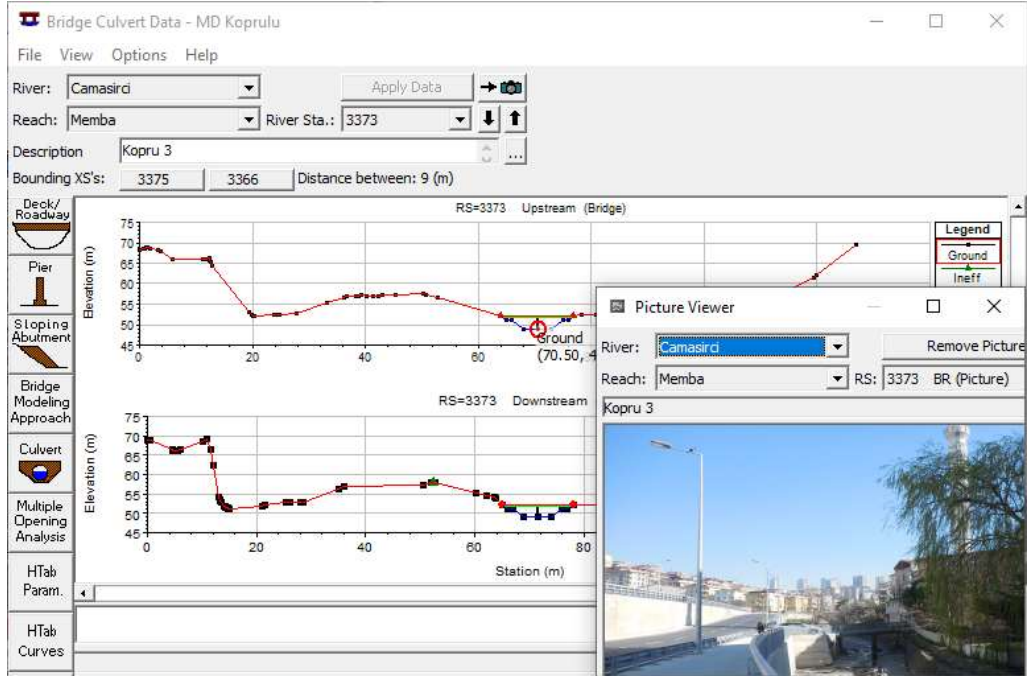 Bridge Culvert Data - MD Koprulu
File View Options Help
River: Camasirci Apply Data
Reach: Memba River Sta.: 3373
Description Kopru 3 ...
Bounding XS's: 3375 3366 Distance between: 9 (m)
Deck/
Roadway
Pier
Sloping
Abutment
Bridge
Modeling
Approach
Culvert
Multiple
Opening
Analysis
HTab
Param.
HTab
Curves
RS=3373 Upstream (Bridge)
Elevation (m)
75
70
65
60
55
50
45
0 20 40 60
Ground
(70.50, 4
Legend
Ground
Ineff
RS=3373 Downstream
Elevation (m)
75
70
65
60
55
50
45
0 20 40 60 80
Station (m)
Picture Viewer
River: Camasirci Remove Picture
Reach: Memba RS: 3373 BR (Picture)
Kopru 3